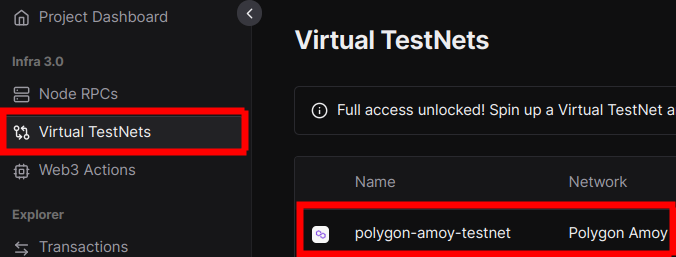 Project Dashboard
Infra 3.0
Node RPCs
Virtual TestNets
Web3 Actions
Explorer
Transactions
Virtual TestNets
Full access unlocked! Spin up a Virtual TestNet a
Name Network
polygon-amoy-testnet Polygon Amoy